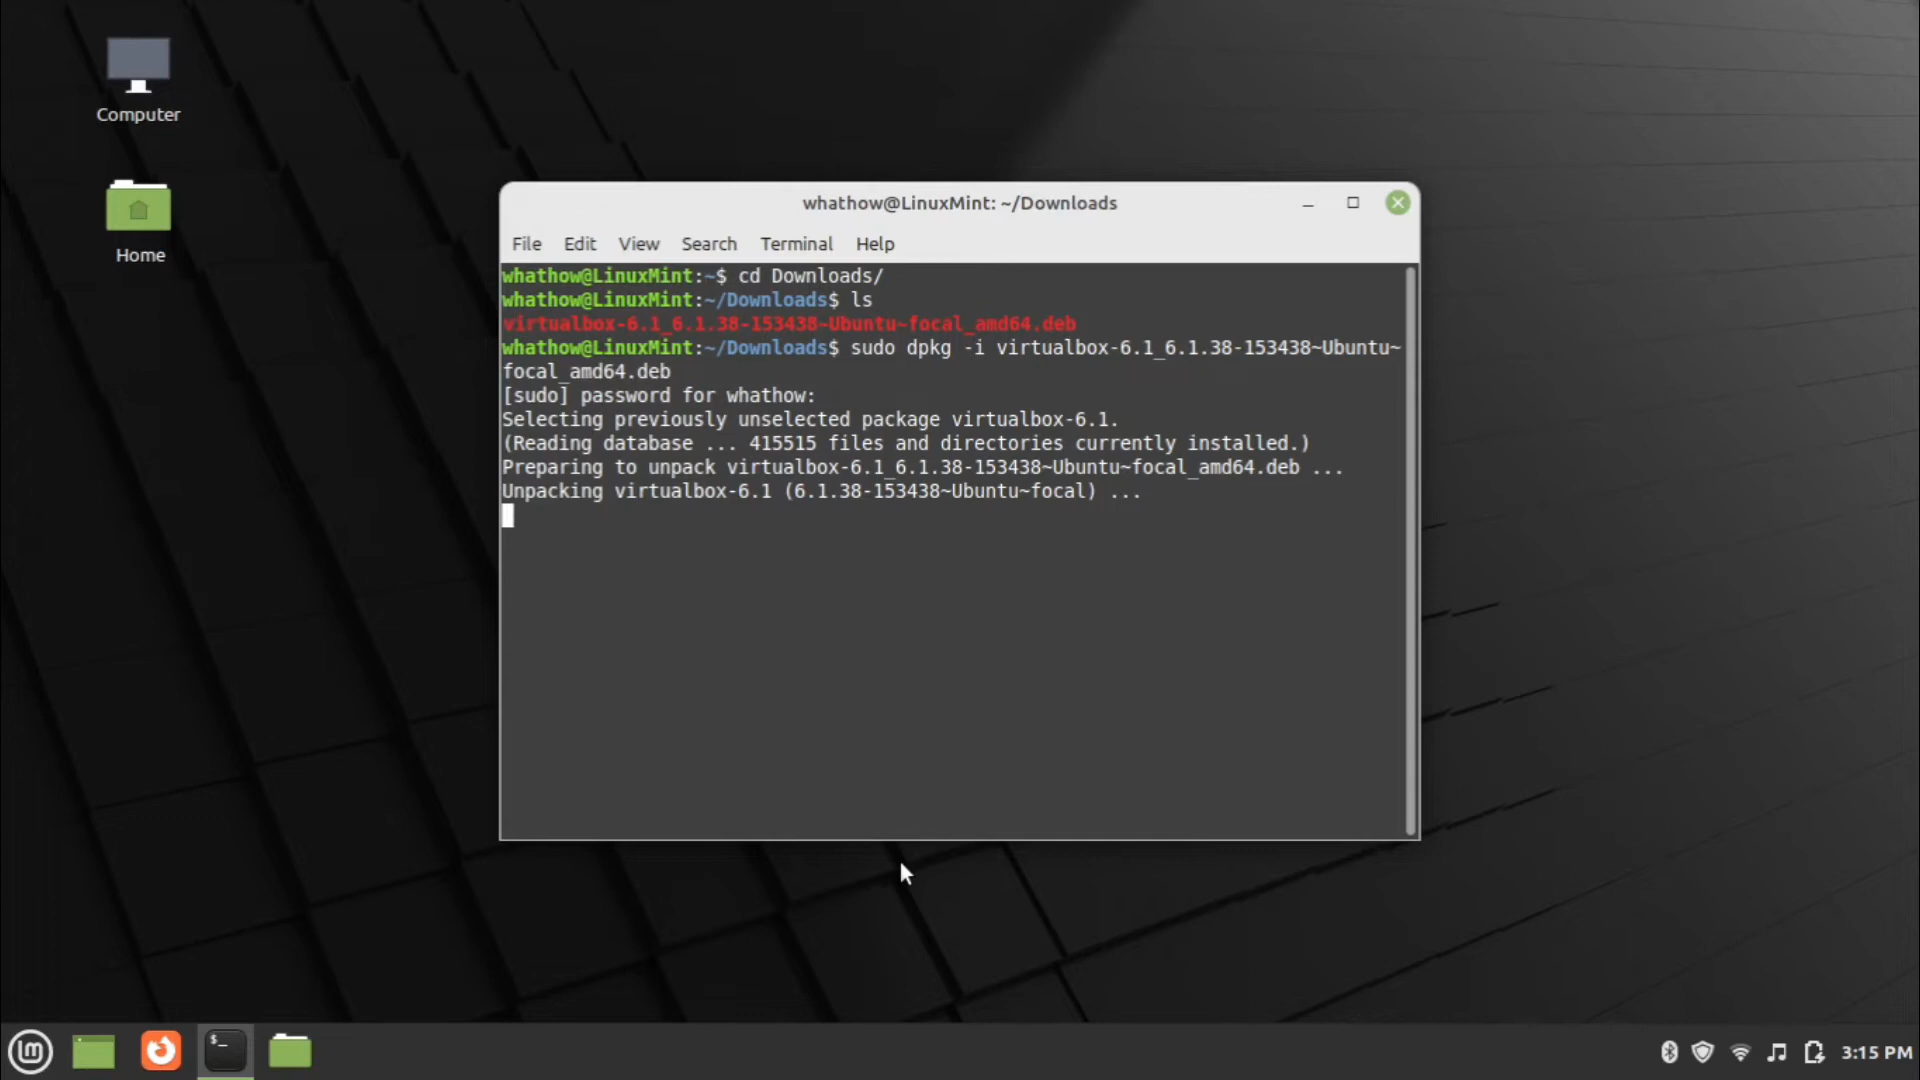 Computer
Home
whathow@LinuxMint: ~/Downloads
File Edit View Search Terminal Help
whathow@LinuxMint:~$ cd Downloads/
whathow@LinuxMint:~/Downloads$ ls
virtualbox-6.1_6.1.38-153438~Ubuntu~focal_amd64.deb
whathow@LinuxMint:~/Downloads$ sudo dpkg -i virtualbox-6.1_6.1.38-153438~Ubuntu~
focal_amd64.deb
[sudo] password for whathow:
Selecting previously unselected package virtualbox-6.1.
(Reading database ... 415515 files and directories currently installed.)
Preparing to unpack virtualbox-6.1_6.1.38-153438~Ubuntu~focal_amd64.deb ...
Unpacking virtualbox-6.1 (6.1.38-153438~Ubuntu~focal) ...
$_
3:15 PM